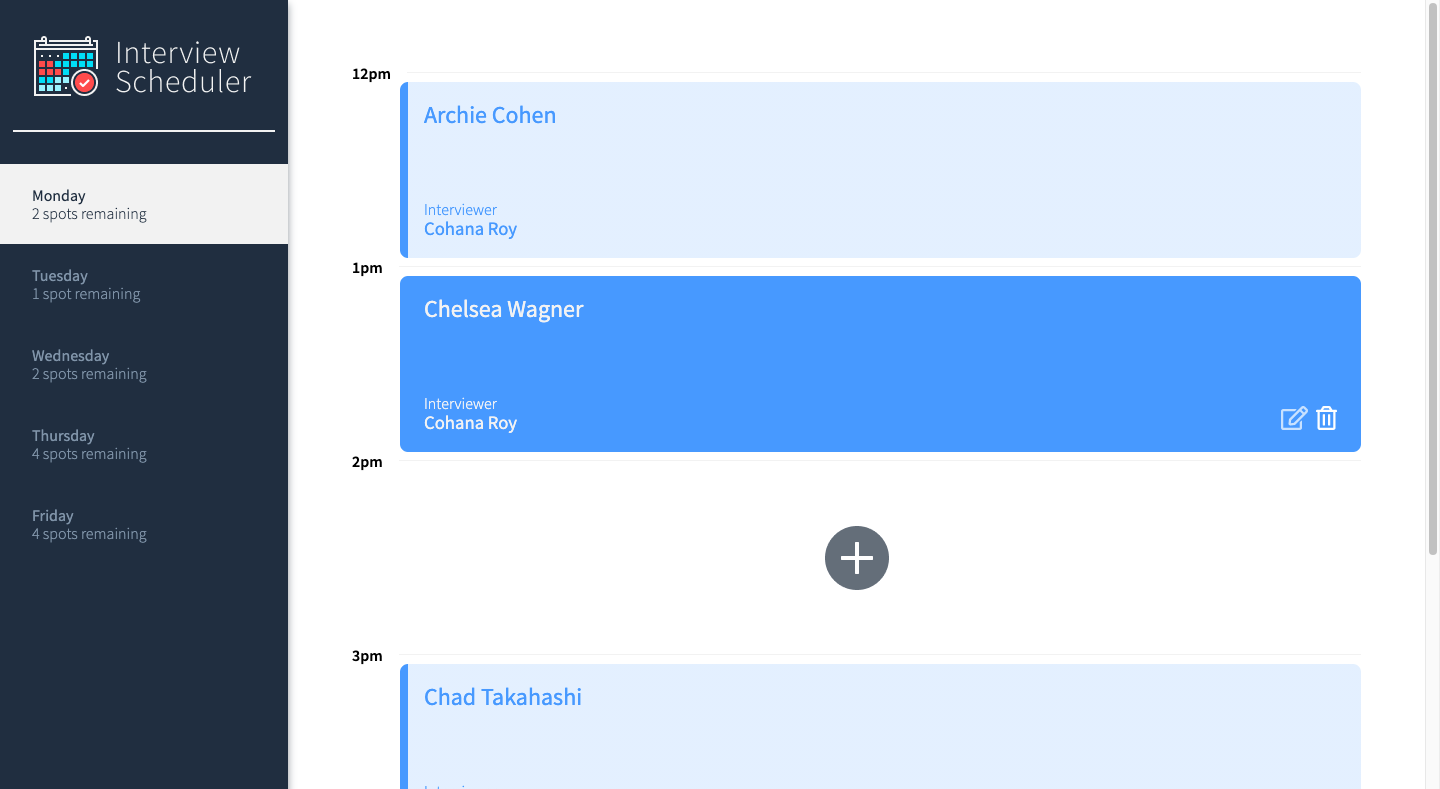 Interview
Scheduler
Monday
2 spots remaining
Tuesday
1 spot remaining
Wednesday
2 spots remaining
Thursday
4 spots remaining
Friday
4 spots remaining
12pm
Archie Cohen
Interviewer
Cohana Roy
1pm
Chelsea Wagner
Interviewer
Cohana Roy
2pm
3pm
Chad Takahashi